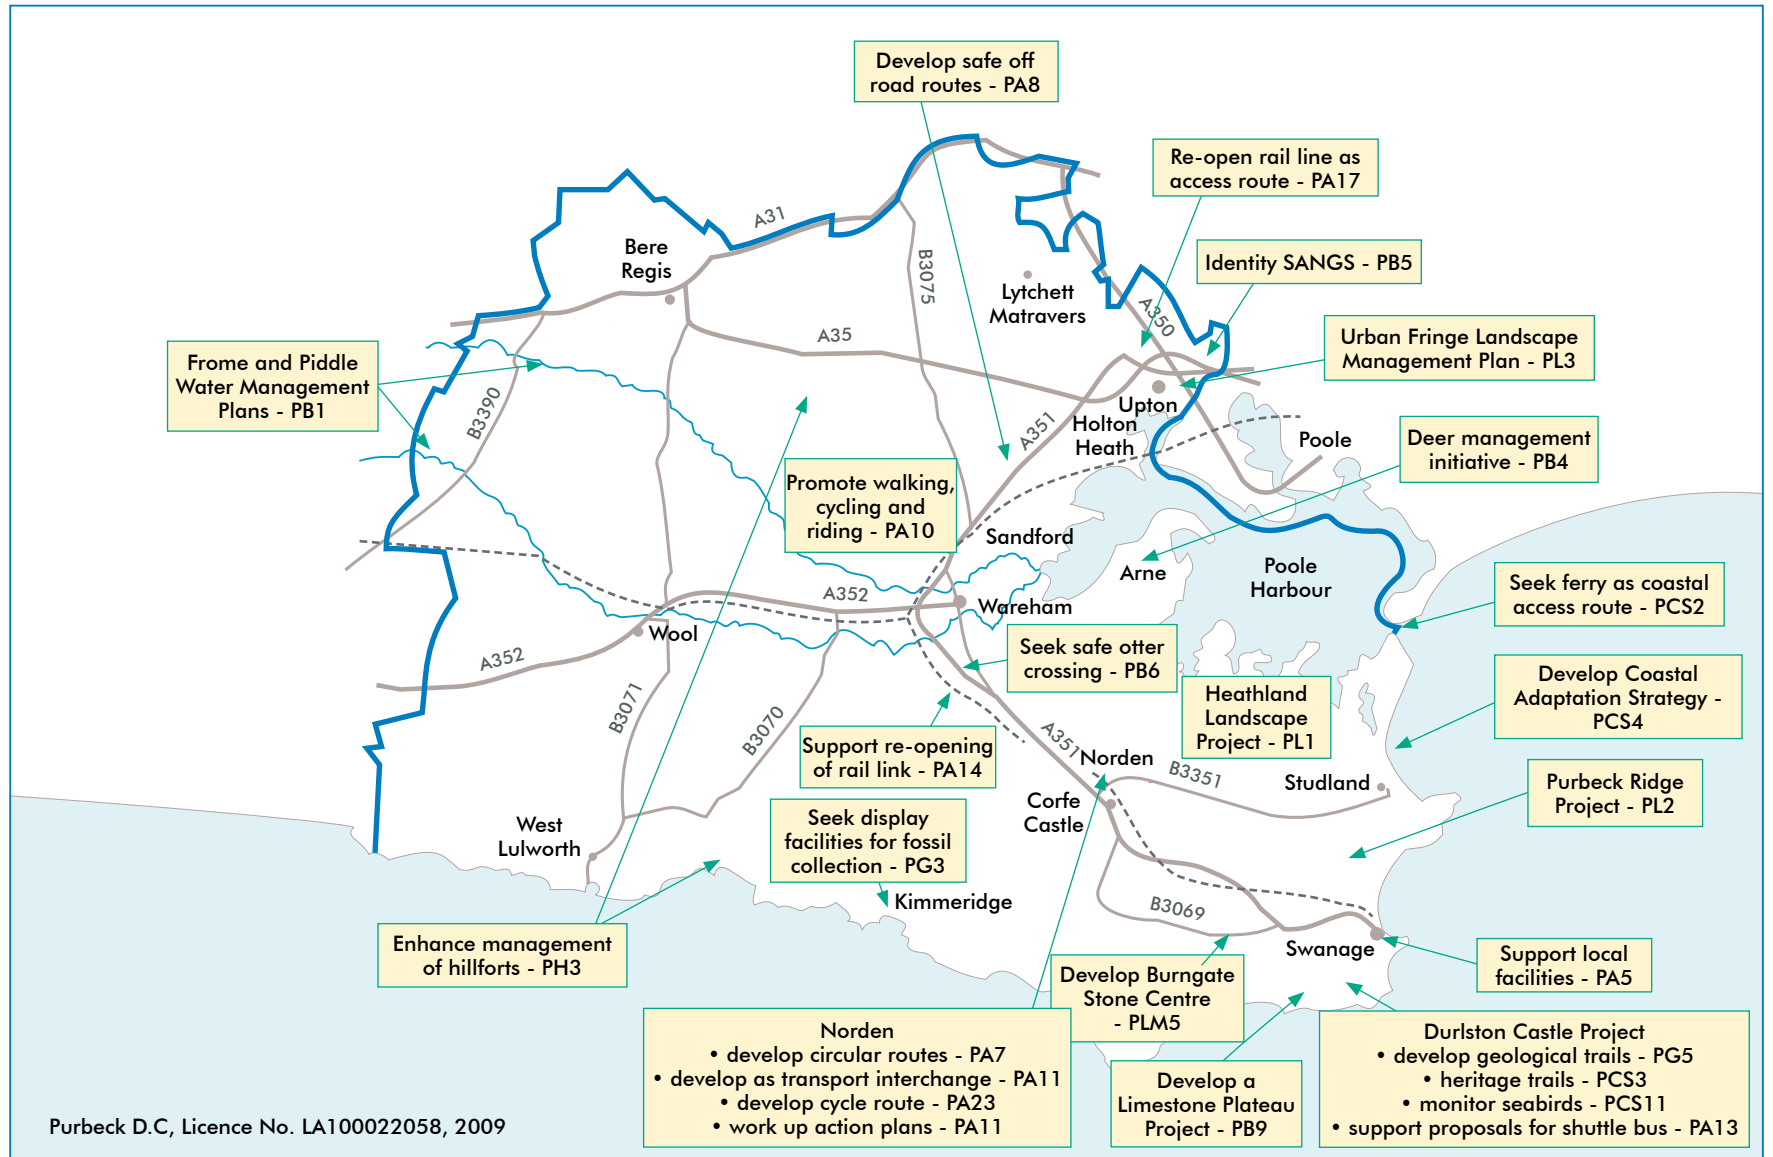 Develop safe off
road routes - PA8
Re-open rail line as
access route - PA17
A31
Bere
Regis
B3075
Identity SANGS - PB5
Lytchett
Matravers
A350
A35
Urban Fringe Landscape
Management Plan - PL3
Frome and Piddle
Water Management
Plans - PB1
B3390
Upton
Holton
Heath
A351
Poole
Deer management
initiative - PB4
Promote walking,
cycling and
riding - PA10
Sandford
Arne
Poole
Harbour
Seek ferry as coastal
access route - PCS2
A352
Wareham
Wool
A352
Seek safe otter
crossing - PB6
Heathland
Landscape
Project - PL1
Develop Coastal
Adaptation Strategy -
PCS4
B3071
B3070
A351
Support re-opening
of rail link - PA14
Norden
B3351
Studland
Purbeck Ridge
Project - PL2
Corfe
Castle
West
Lulworth
Seek display
facilities for fossil
collection - PG3
Kimmeridge
B3069
Swanage
Enhance management
of hillforts - PH3
Support local
facilities - PA5
Develop Burngate
Stone Centre
- PLM5
Norden
• develop circular routes - PA7
• develop as transport interchange - PA11
• develop cycle route - PA23
• work up action plans - PA11
Develop a
Limestone Plateau
Project - PB9
Durlston Castle Project
• develop geological trails - PG5
• heritage trails - PCS3
• monitor seabirds - PCS11
• support proposals for shuttle bus - PA13
Purbeck D.C, Licence No. LA100022058, 2009